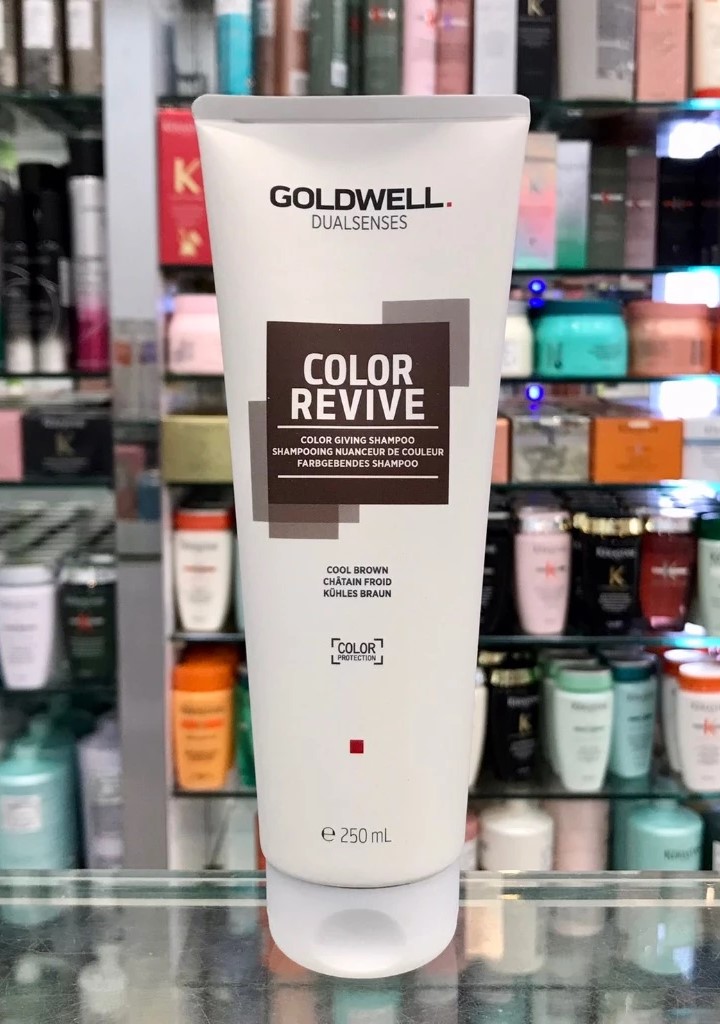 GOLDWELL.
DUALSENSES
COLOR
REVIVE
COLOR GIVING SHAMPOO
SHAMPOOING NUANCEUR DE COULEUR
FARBGEBENDES SHAMPOO
COOL BROWN
CHÂTAIN FROID
KÜHLES BRAUN
COLOR
PROTECTION
℮ 250 mL